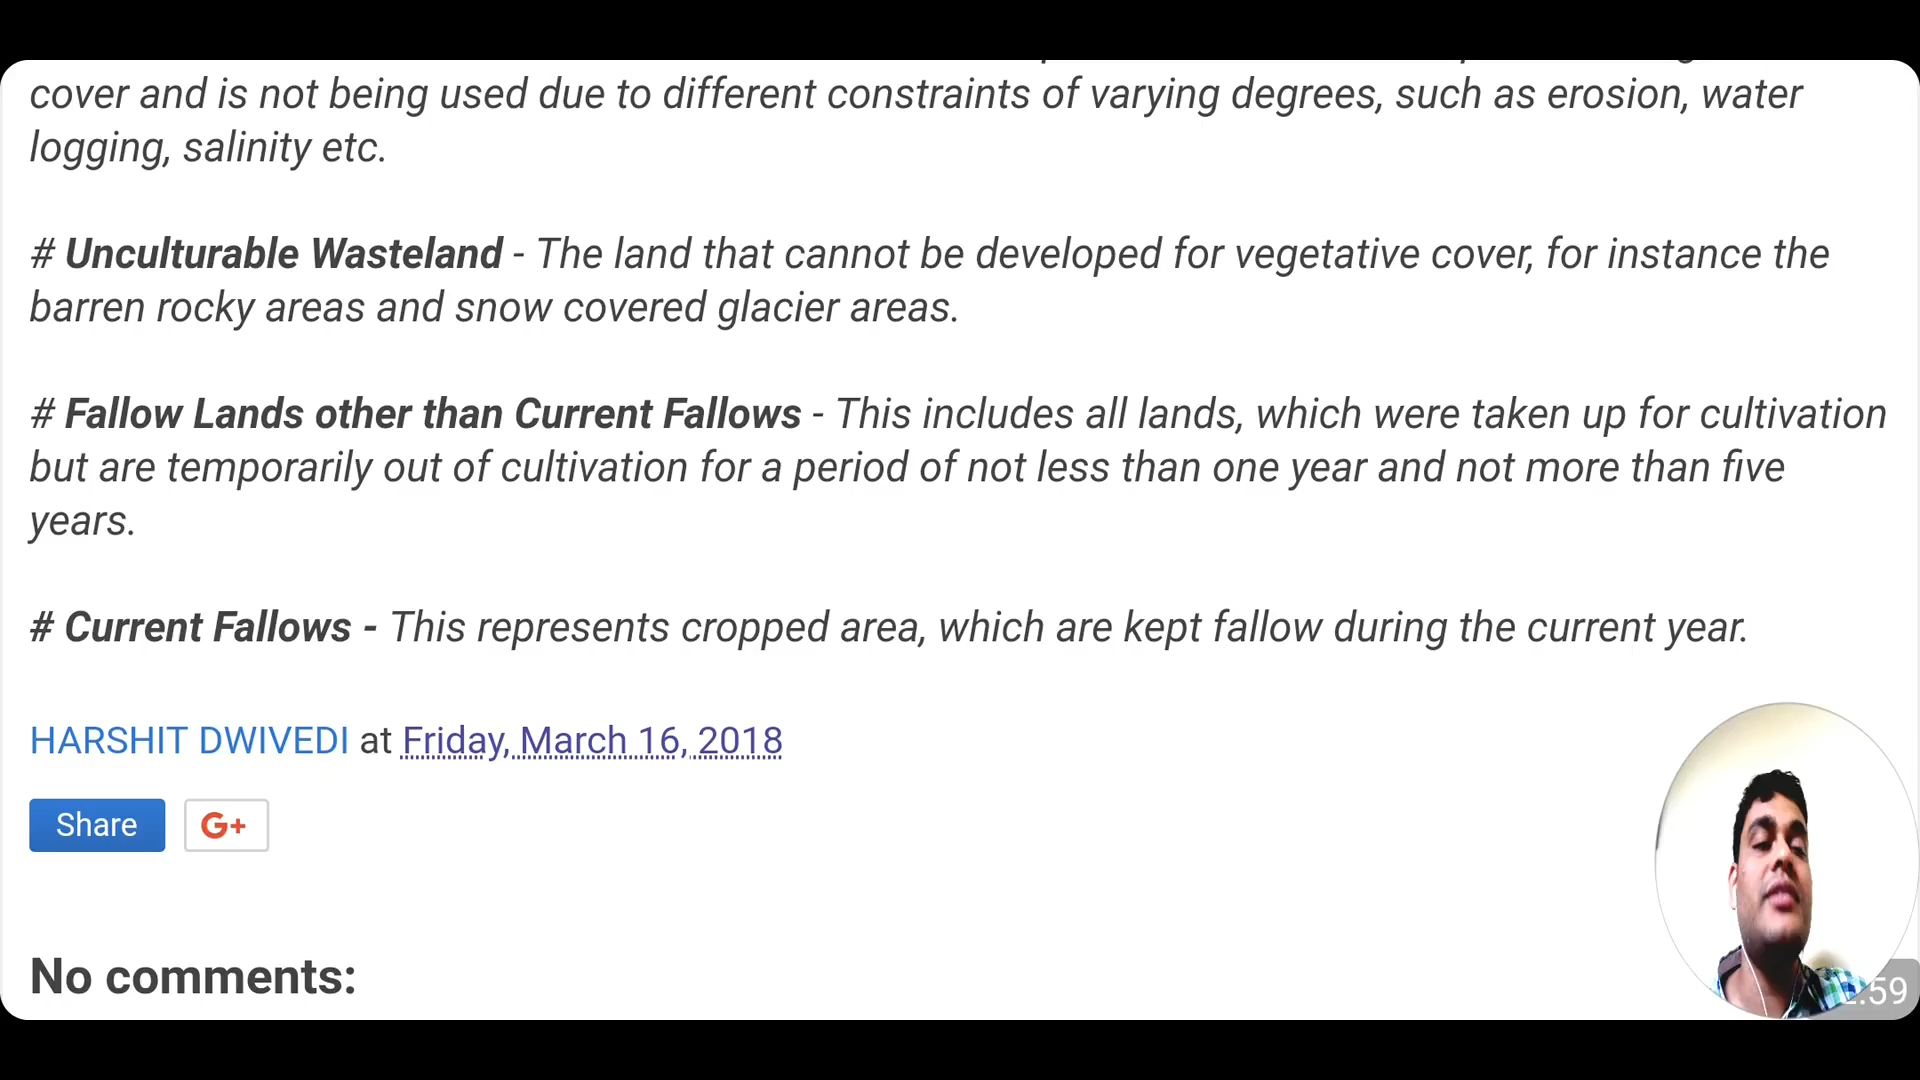 cover and is not being used due to different constraints of varying degrees, such as erosion, water
logging, salinity etc.
# Unculturable Wasteland - The land that cannot be developed for vegetative cover, for instance the
barren rocky areas and snow covered glacier areas.
# Fallow Lands other than Current Fallows - This includes all lands, which were taken up for cultivation
but are temporarily out of cultivation for a period of not less than one year and not more than five
years.
# Current Fallows - This represents cropped area, which are kept fallow during the current year.
HARSHIT DWIVEDI at Friday, March 16, 2018
Share G+
No comments:
:59